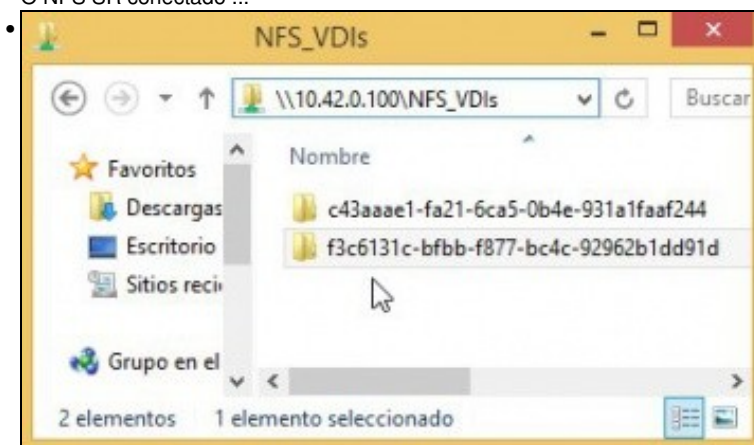 O NFS SR conectado ...
NFS_VDIs
\\10.42.0.100\NFS_VDIs
Buscar
Favoritos
Descargas
Escritorio
Sitios reci
Grupo en el
Nombre
c43aaae1-fa21-6ca5-0b4e-931a1faaf244
f3c6131c-bfbb-f877-bc4c-92962b1dd91d
2 elementos 1 elemento seleccionado